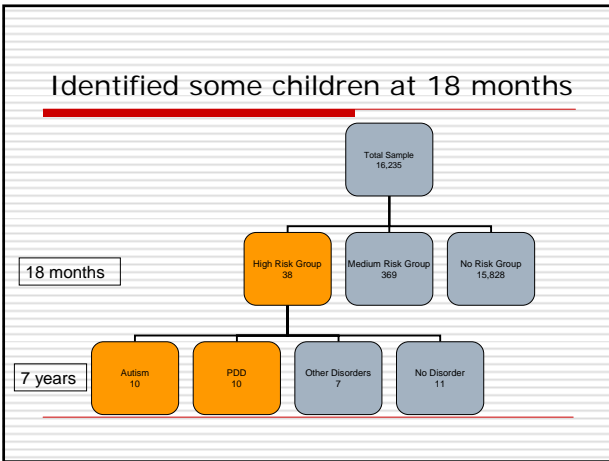 Identified some children at 18 months
Total Sample
16,235
18 months
High Risk Group
38
Medium Risk Group
369
No Risk Group
15,828
7 years
Autism
10
PDD
10
Other Disorders
7
No Disorder
11